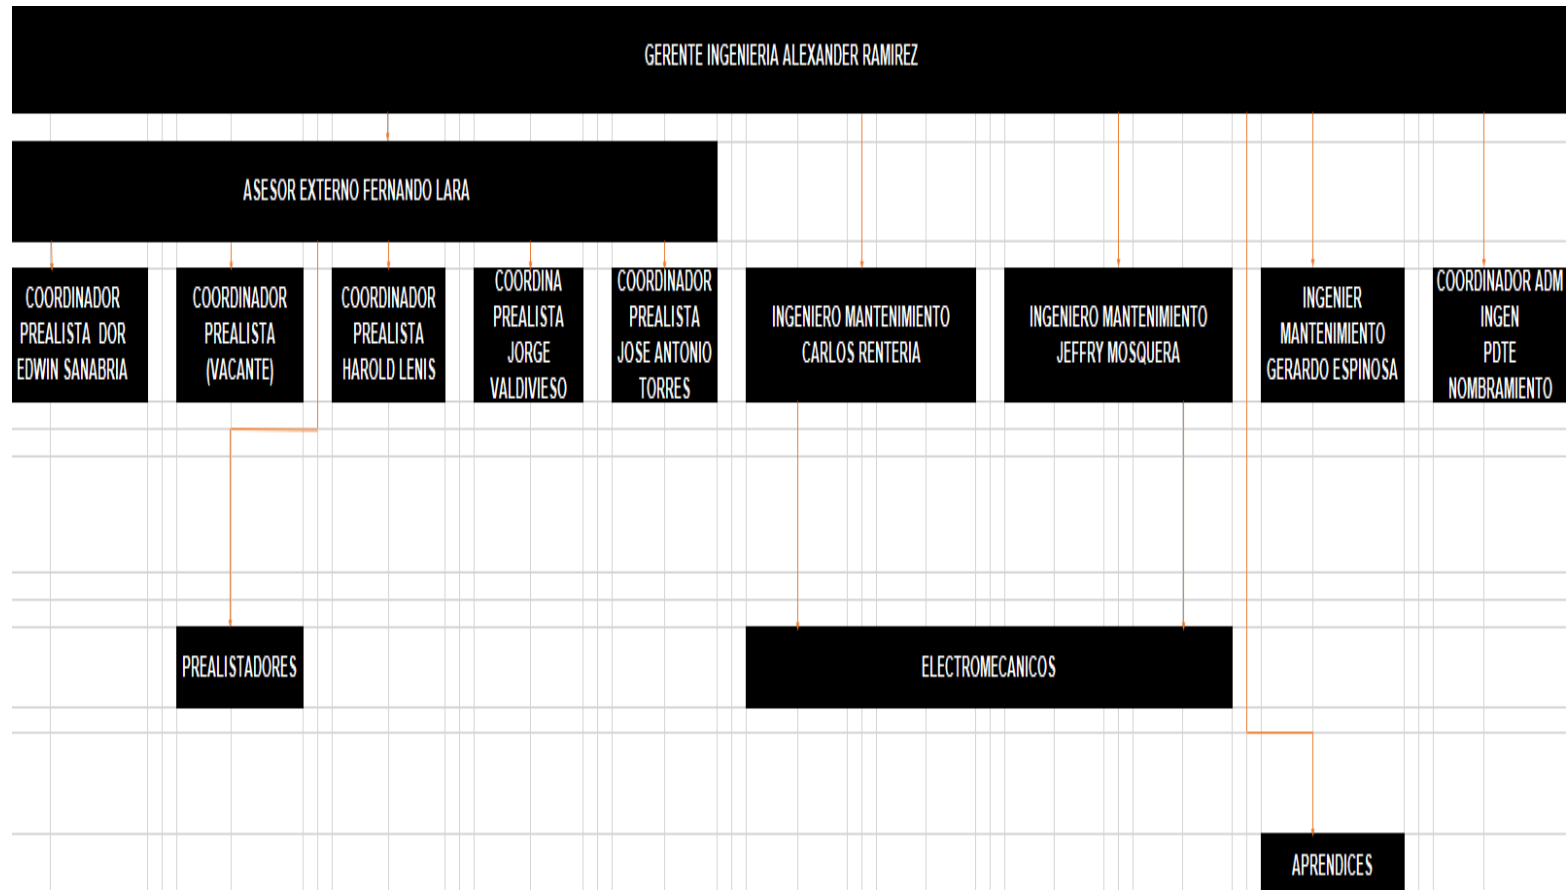 GERENTE INGENIERIA ALEXANDER RAMIREZ
ASESOR EXTERNO FERNANDO LARA
COORDINADOR
PREALISTA DOR
EDWIN SANABRIA
COORDINADOR
PREALISTA
(VACANTE)
COORDINADOR
PREALISTA
HAROLD LENIS
COORDINA
PREALISTA
JORGE
VALDIVIESO
COORDINADOR
PREALISTA
JOSE ANTONIO
TORRES
INGENIERO MANTENIMIENTO
CARLOS RENTERIA
INGENIERO MANTENIMIENTO
JEFFRY MOSQUERA
INGENIER
MANTENIMIENTO
GERARDO ESPINOSA
COORDINADOR ADM
INGEN
PDTE
NOMBRAMIENTO
PREALISTADORES
ELECTROMECANICOS
APRENDICES